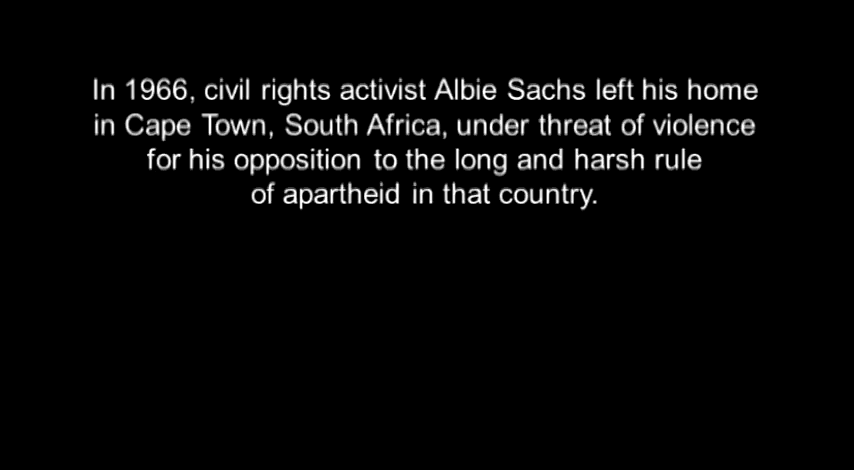 In 1966, civil rights activist Albie Sachs left his home
in Cape Town, South Africa, under threat of violence
for his opposition to the long and harsh rule
of apartheid in that country.